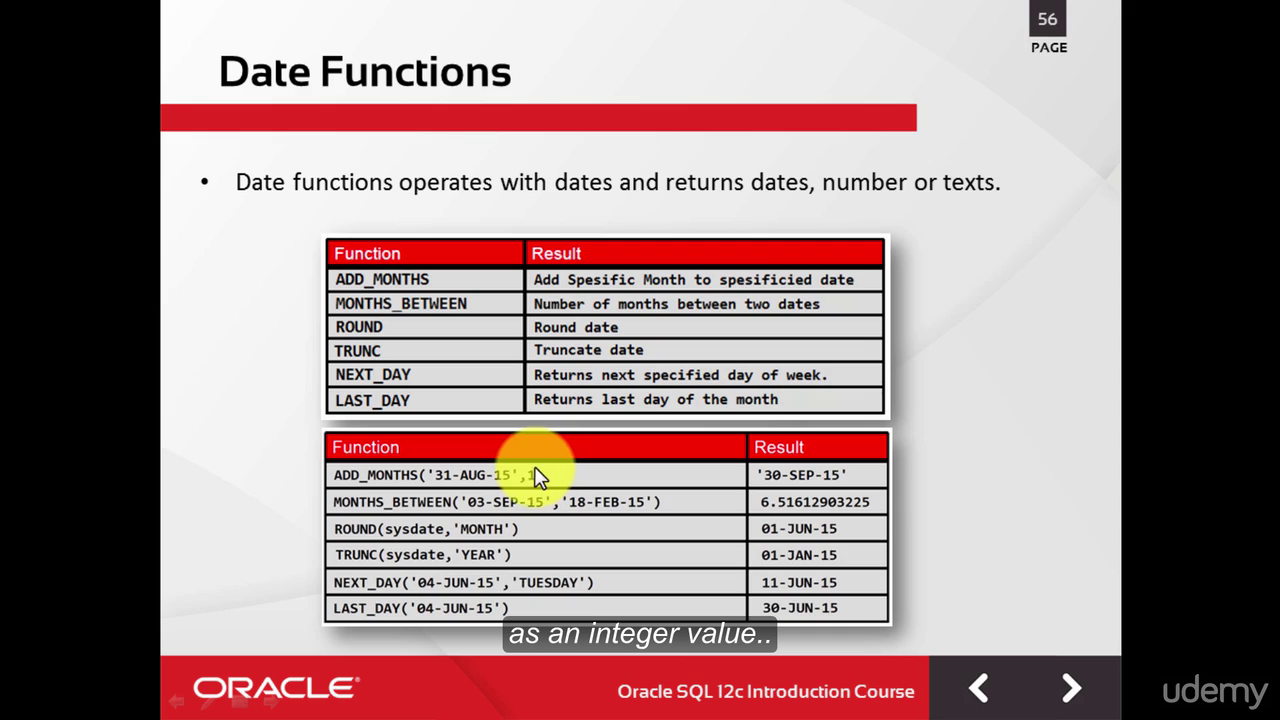 56
PAGE
Date Functions
• Date functions operates with dates and returns dates, number or texts.
Function Result
ADD_MONTHS Add Spesific Month to spesificied date
MONTHS_BETWEEN Number of months between two dates
ROUND Round date
TRUNC Truncate date
NEXT_DAY Returns next specified day of week.
LAST_DAY Returns last day of the month
Function Result
ADD_MONTHS('31-AUG-15',1 '30-SEP-15'
MONTHS_BETWEEN('03-SEP-15','18-FEB-15') 6.51612903225
ROUND(sysdate,'MONTH') 01-JUN-15
TRUNC(sysdate,'YEAR') 01-JAN-15
NEXT_DAY('04-JUN-15','TUESDAY') 11-JUN-15
LAST_DAY('04-JUN-15') 30-JUN-15
as an integer value..
ORACLE® Oracle SQL 12c Introduction Course
udemy